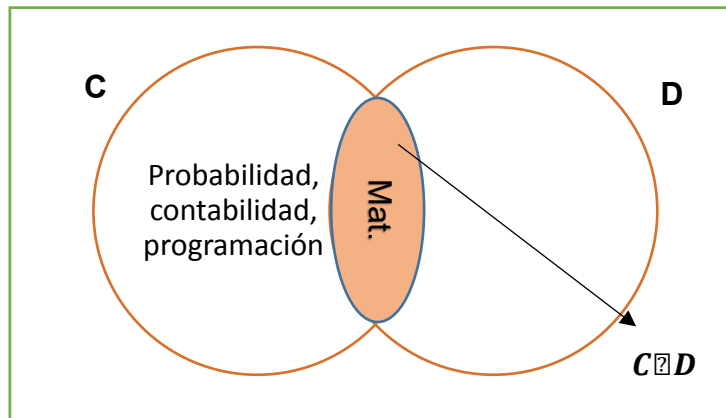 C
D
Probabilidad,
contabilidad,
programación
Mat.
C⍰D